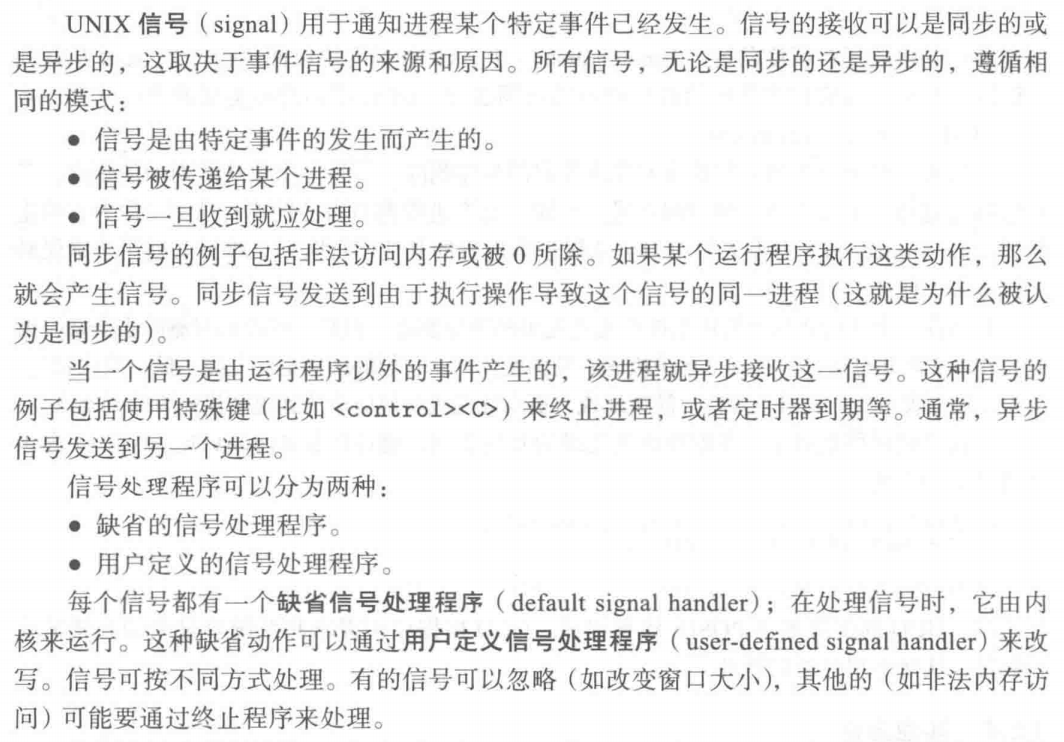 UNIX 信号（signal）用于通知进程某个特定事件已经发生。信号的接收可以是同步的或
是异步的，这取决于事件信号的来源和原因。所有信号，无论是同步的还是异步的，遵循相
同的模式：
● 信号是由特定事件的发生而产生的。
● 信号被传递给某个进程。
● 信号一旦收到就应处理。
同步信号的例子包括非法访问内存或被 0 所除。如果某个运行程序执行这类动作，那么
就会产生信号。同步信号发送到由于执行操作导致这个信号的同一进程（这就是为什么被认
为是同步的）。
当一个信号是由运行程序以外的事件产生的，该进程就异步接收这一信号。这种信号的
例子包括使用特殊键（比如 <control><C>）来终止进程，或者定时器到期等。通常，异步
信号发送到另一个进程。
信号处理程序可以分为两种：
● 缺省的信号处理程序。
● 用户定义的信号处理程序。
每个信号都有一个缺省信号处理程序（default signal handler）；在处理信号时，它由内
核来运行。这种缺省动作可以通过用户定义信号处理程序（user-defined signal handler）来改
写。信号可按不同方式处理。有的信号可以忽略（如改变窗口大小），其他的（如非法内存访
问）可能要通过终止程序来处理。